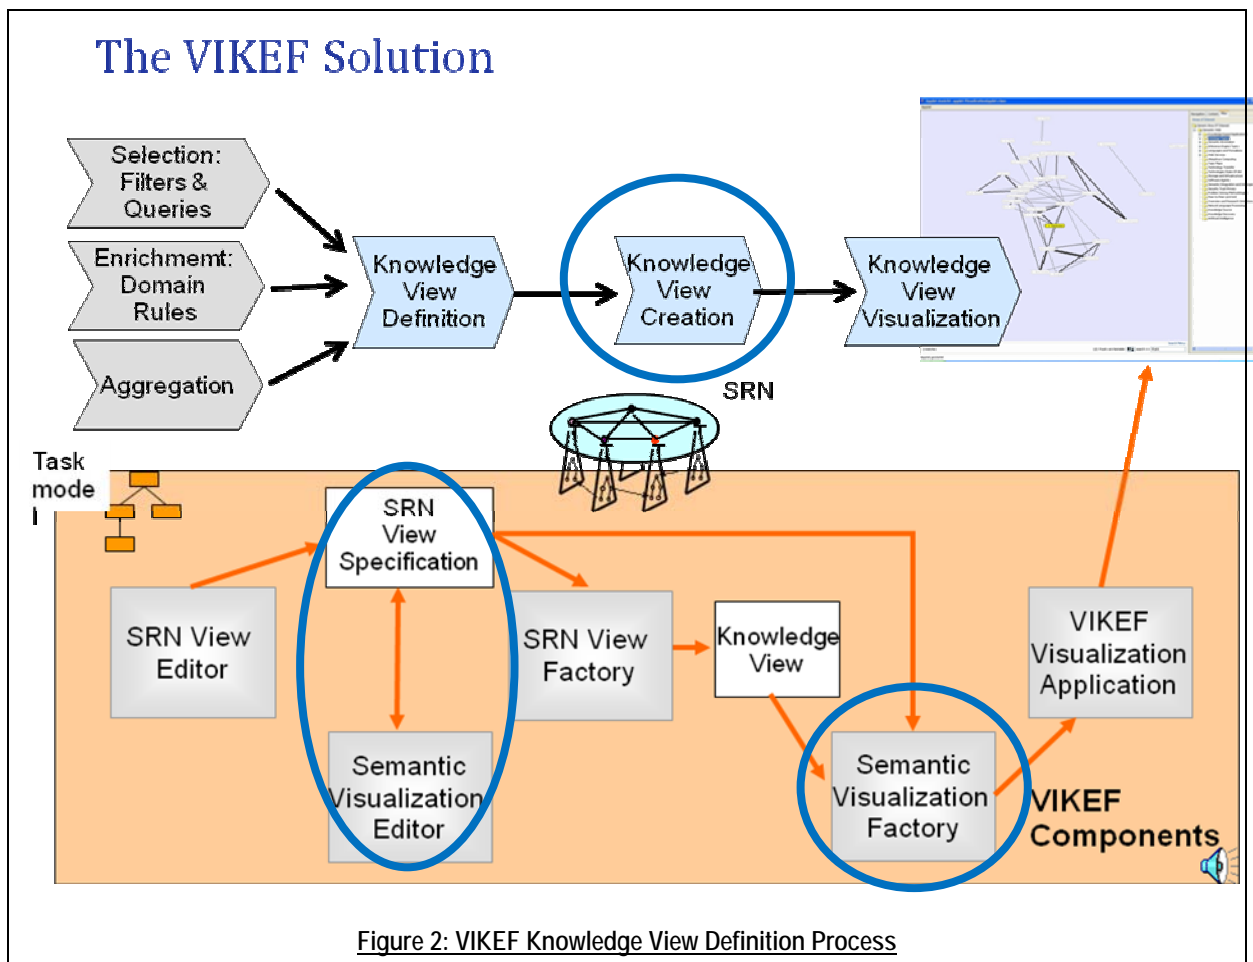 The VIKEF Solution
Selection:
Filters &
Queries
Enrichmemt:
Domain
Rules
Aggregation
Knowledge
View
Definition
Knowledge
View
Creation
Knowledge
View
Visualization
SRN
Task
mode
l
SRN
View
Specification
SRN View
Editor
SRN View
Factory
Knowledge
View
VIKEF
Visualization
Application
Semantic
Visualization
Editor
Semantic
Visualization
Factory
VIKEF
Components
Figure 2: VIKEF Knowledge View Definition Process